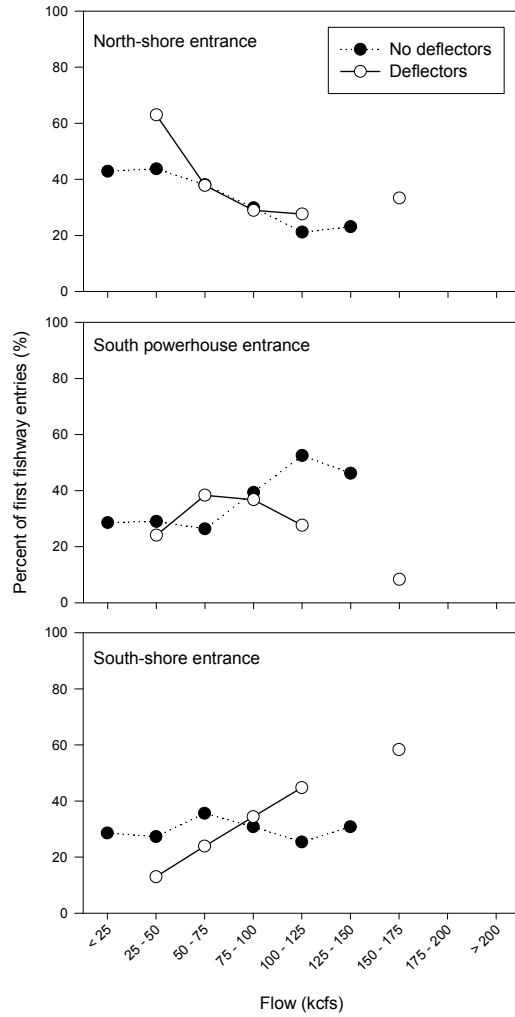 100
North-shore entrance
No deflectors
Deflectors
80
60
40
20
0
100
South powerhouse entrance
80
60
40
20
0
100
South-shore entrance
80
60
40
20
0
Percent of first fishway entries (%)
< 25
25 - 50
50 - 75
75 - 100
100 - 125
125 - 150
150 - 175
175 - 200
> 200
Flow (kcfs)